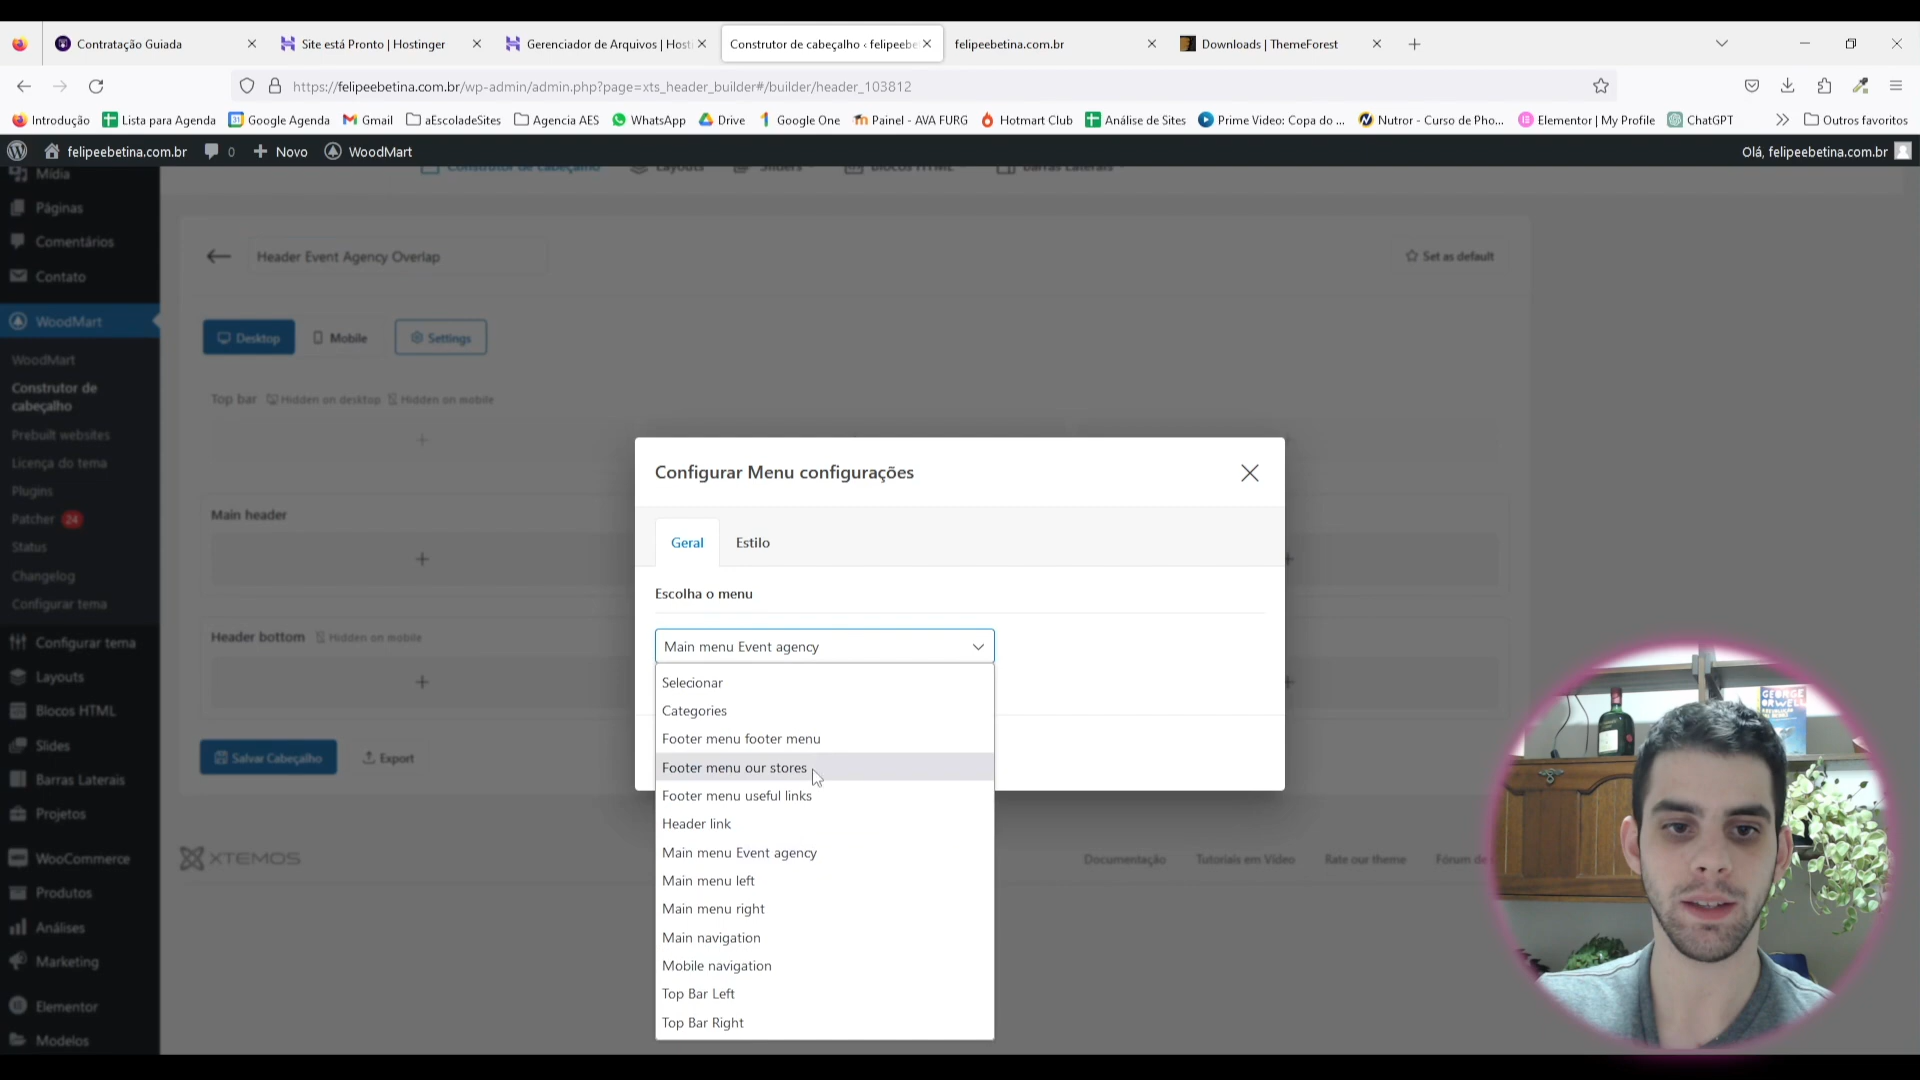 Contratação Guiada
Site está Pronto | Hostinger
Gerenciador de Arquivos | Host
Construtor de cabeçalho ‹ felipeebe
felipeebetina.com.br
Downloads | ThemeForest
https://felipeebetina.com.br/wp-admin/admin.php?page=xts_header_builder#/builder/header_103812
Introdução
Lista para Agenda
Google Agenda
Gmail
aEscoladeSites
Agencia AES
WhatsApp
Drive
Google One
Painel - AVA FURG
Hotmart Club
Análise de Sites
Prime Video: Copa do ...
Nutror - Curso de Pho...
Elementor | My Profile
ChatGPT
Outros favoritos
felipeebetina.com.br
0
Novo
WoodMart
Olá, felipeebetina.com.br
Construtor de cabeçalho
Layouts
Sliders
Blocos HTML
Barras Laterais
Mídia
Páginas
Comentários
Contato
WoodMart
WoodMart
Construtor de
cabeçalho
Prebuilt websites
Licença do tema
Plugins
Patcher 24
Status
Changelog
Configurar tema
Configurar tema
Layouts
Blocos HTML
Slides
Barras Laterais
Projetos
WooCommerce
Produtos
Análises
Marketing
Elementor
Modelos
Header Event Agency Overlap
Set as default
Desktop
Mobile
Settings
Top bar
Hidden on desktop
Hidden on mobile
Main header
Header bottom
Hidden on mobile
Salvar Cabeçalho
Export
XTEMOS
Documentação
Tutoriais em Vídeo
Rate our theme
Fórum de
Configurar Menu configurações
Geral
Estilo
Escolha o menu
Main menu Event agency
Selecionar
Categories
Footer menu footer menu
Footer menu our stores
Footer menu useful links
Header link
Main menu Event agency
Main menu left
Main menu right
Main navigation
Mobile navigation
Top Bar Left
Top Bar Right
GEORGE
ORWELL